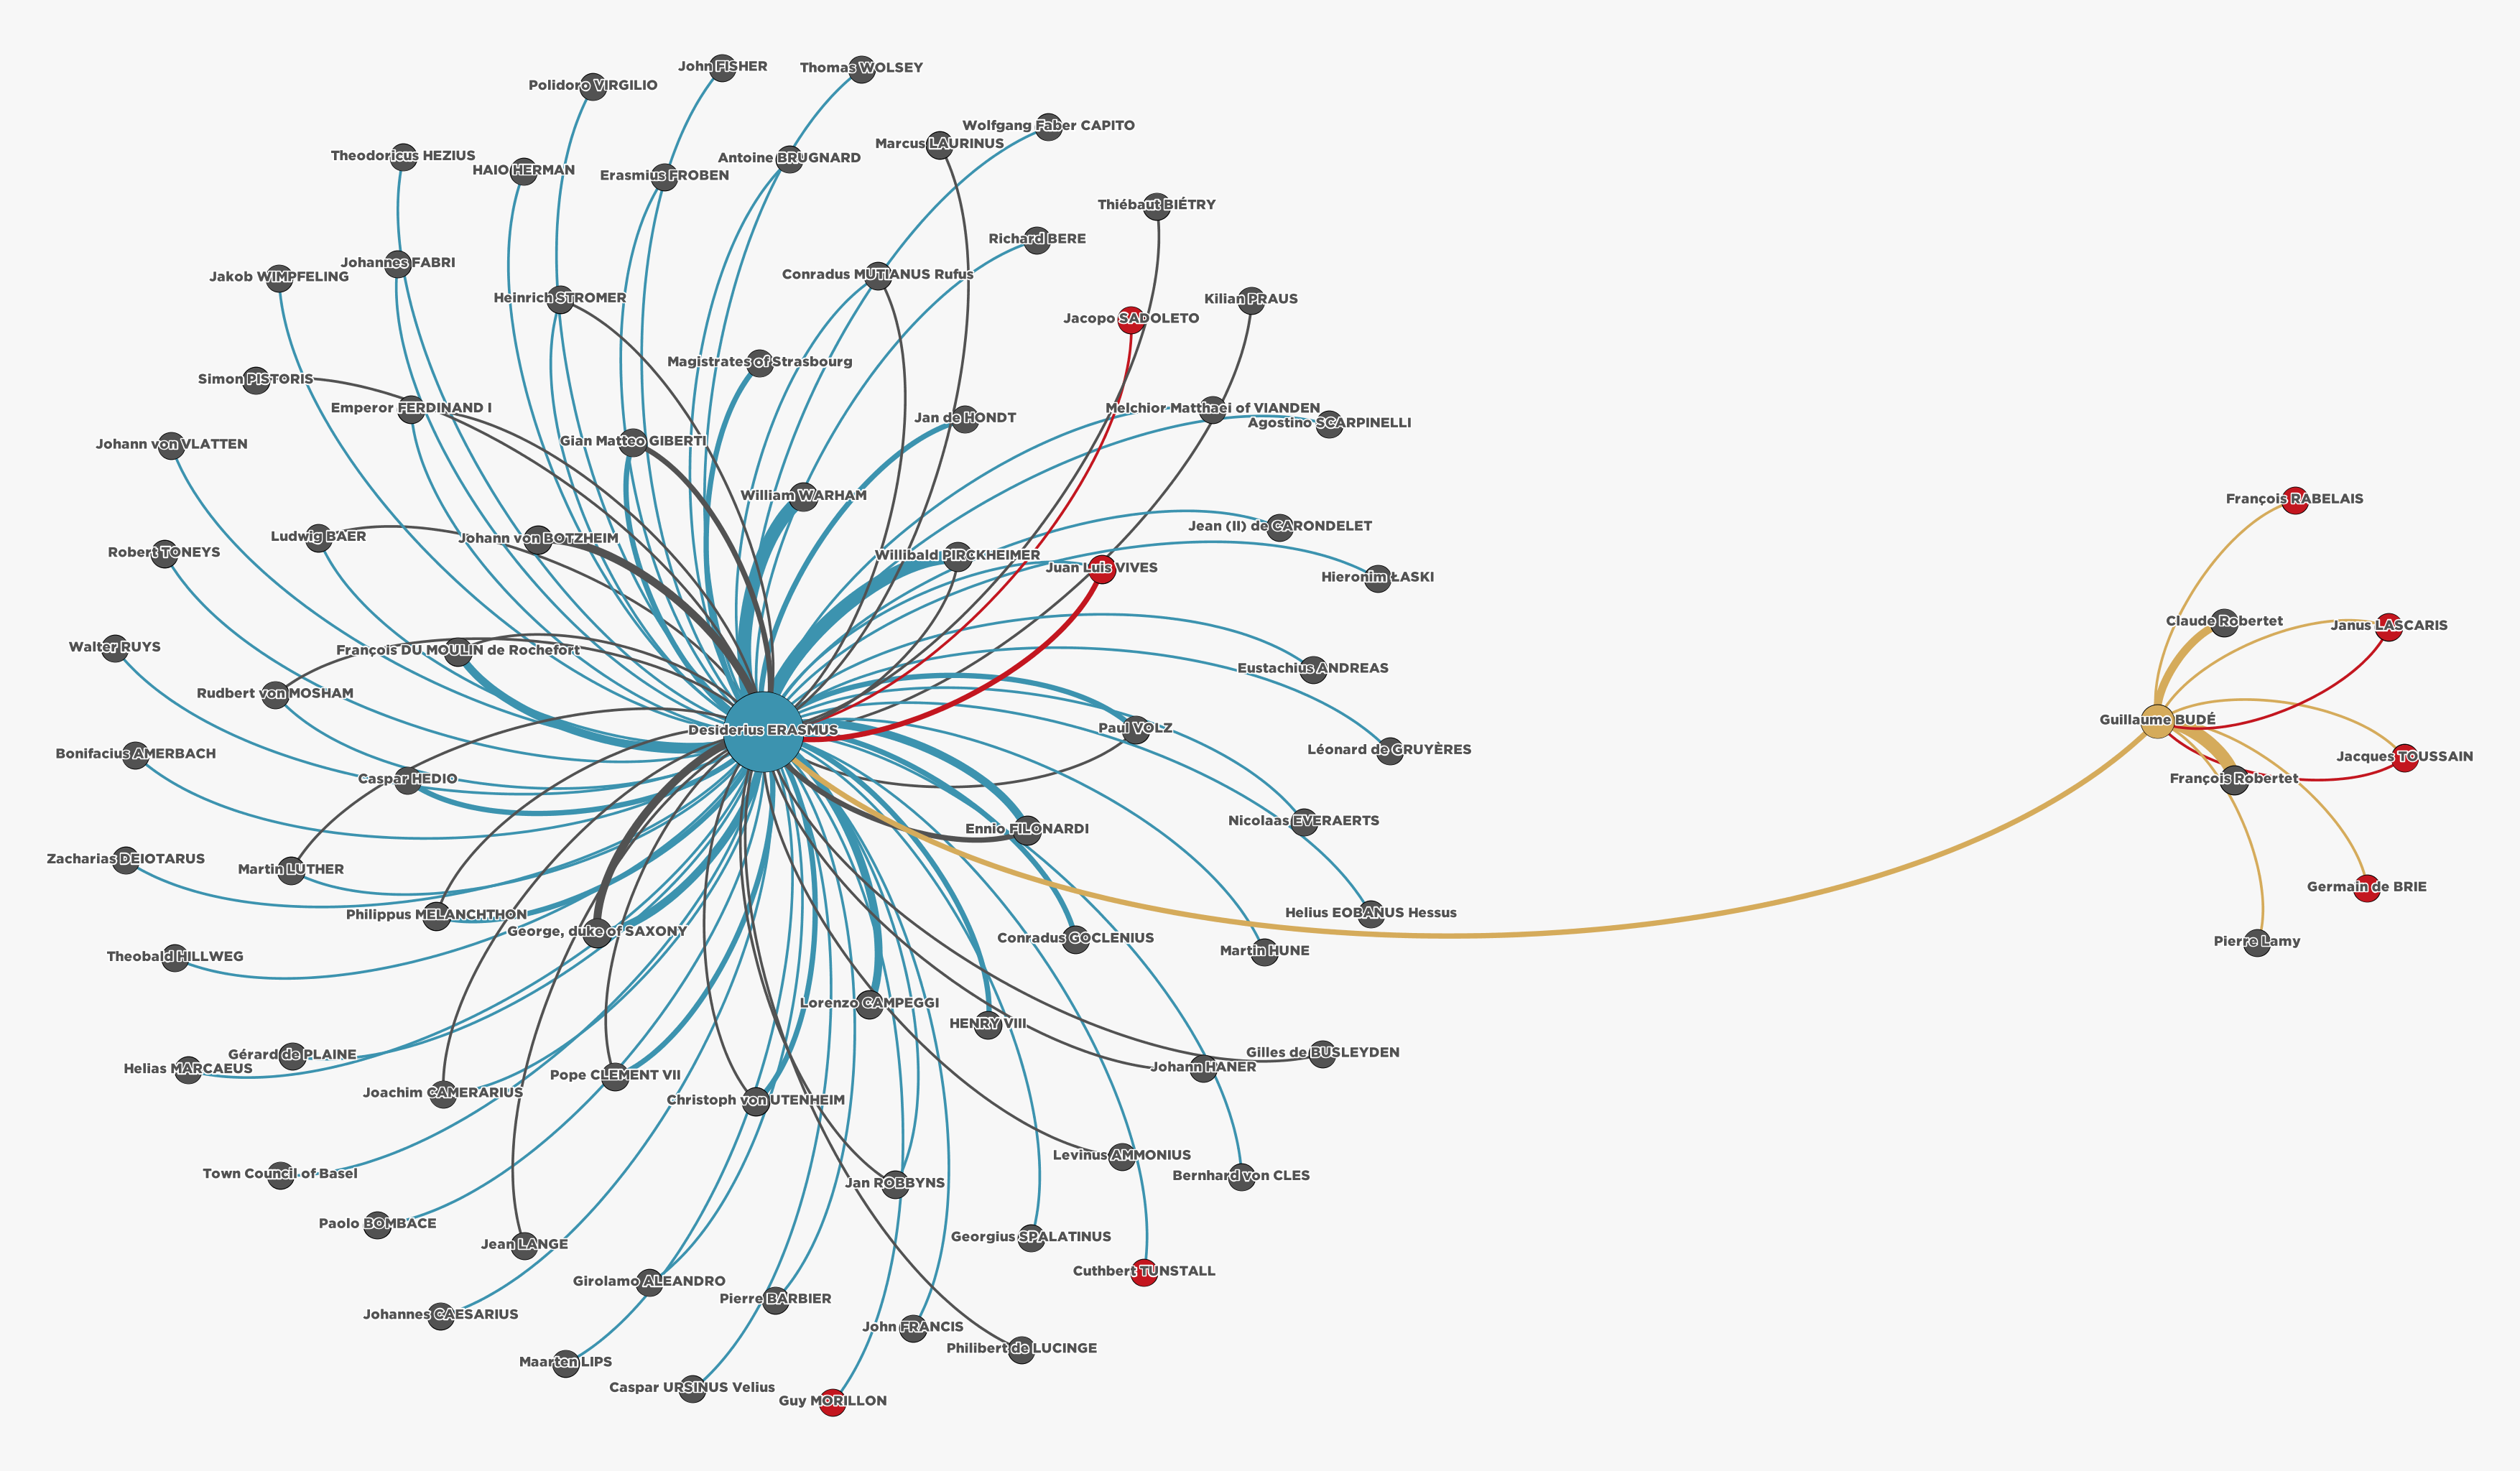 John FISHER
Thomas WOLSEY
Polidoro VIRGILIO
Wolfgang Faber CAPITO
Marcus LAURINUS
Theodoricus HEZIUS
Antoine BRUGNARD
HAIO HERMAN
Erasmius FROBEN
Thiébaut BIÉTRY
Richard BERE
Johannes FABRI
Jakob WIMPFELING
Conradus MUTIANUS Rufus
Heinrich STROMER
Kilian PRAUS
Jacopo SADOLETO
Magistrates of Strasbourg
Simon PISTORIS
Emperor FERDINAND I
Melchior Matthaei of VIANDEN
Jan de HONDT
Agostino SCARPINELLI
Gian Matteo GIBERTI
Johann von VLATTEN
William WARHAM
François RABELAIS
Jean (II) de CARONDELET
Ludwig BÄER
Johann von BOTZHEIM
Robert TONEYS
Willibald PIRCKHEIMER
Juan Luis VIVES
Hieronim ŁASKI
Claude Robertet
Janus LASCARIS
Walter RUYS
François DU MOULIN de Rochefort
Eustachius ANDREAS
Rudbert von MOSHAM
Guillaume BUDÉ
Paul VOLZ
Desiderius ERASMUS
Léonard de GRUYÈRES
Bonifacius AMERBACH
Jacques TOUSSAIN
Caspar HEDIO
François Robertet
Nicolaas EVERAERTS
Ennio FILONARDI
Zacharias DEIOTARUS
Martin LUTHER
Germain de BRIE
Helius EOBANUS Hessus
Philippus MELANCHTHON
George, duke of SAXONY
Conradus GOCLENIUS
Pierre Lamy
Martin HUNE
Theobald HILLWEG
Lorenzo CAMPEGGI
HENRY VIII
Gilles de BUSLEYDEN
Gérard de PLAINE
Johann HANER
Helias MARCAEUS
Pope CLEMENT VII
Joachim CAMERARIUS
Christoph von UTENHEIM
Levinus AMMONIUS
Town Council of Basel
Bernhard von CLES
Jan ROBBYNS
Paolo BOMBACE
Georgius SPALATINUS
Jean LANGE
Cuthbert TUNSTALL
Girolamo ALEANDRO
Pierre BARBIER
Johannes CAESARIUS
John FRANCIS
Philibert de LUCINGE
Maarten LIPS
Caspar URSINUS Velius
Guy MORILLON